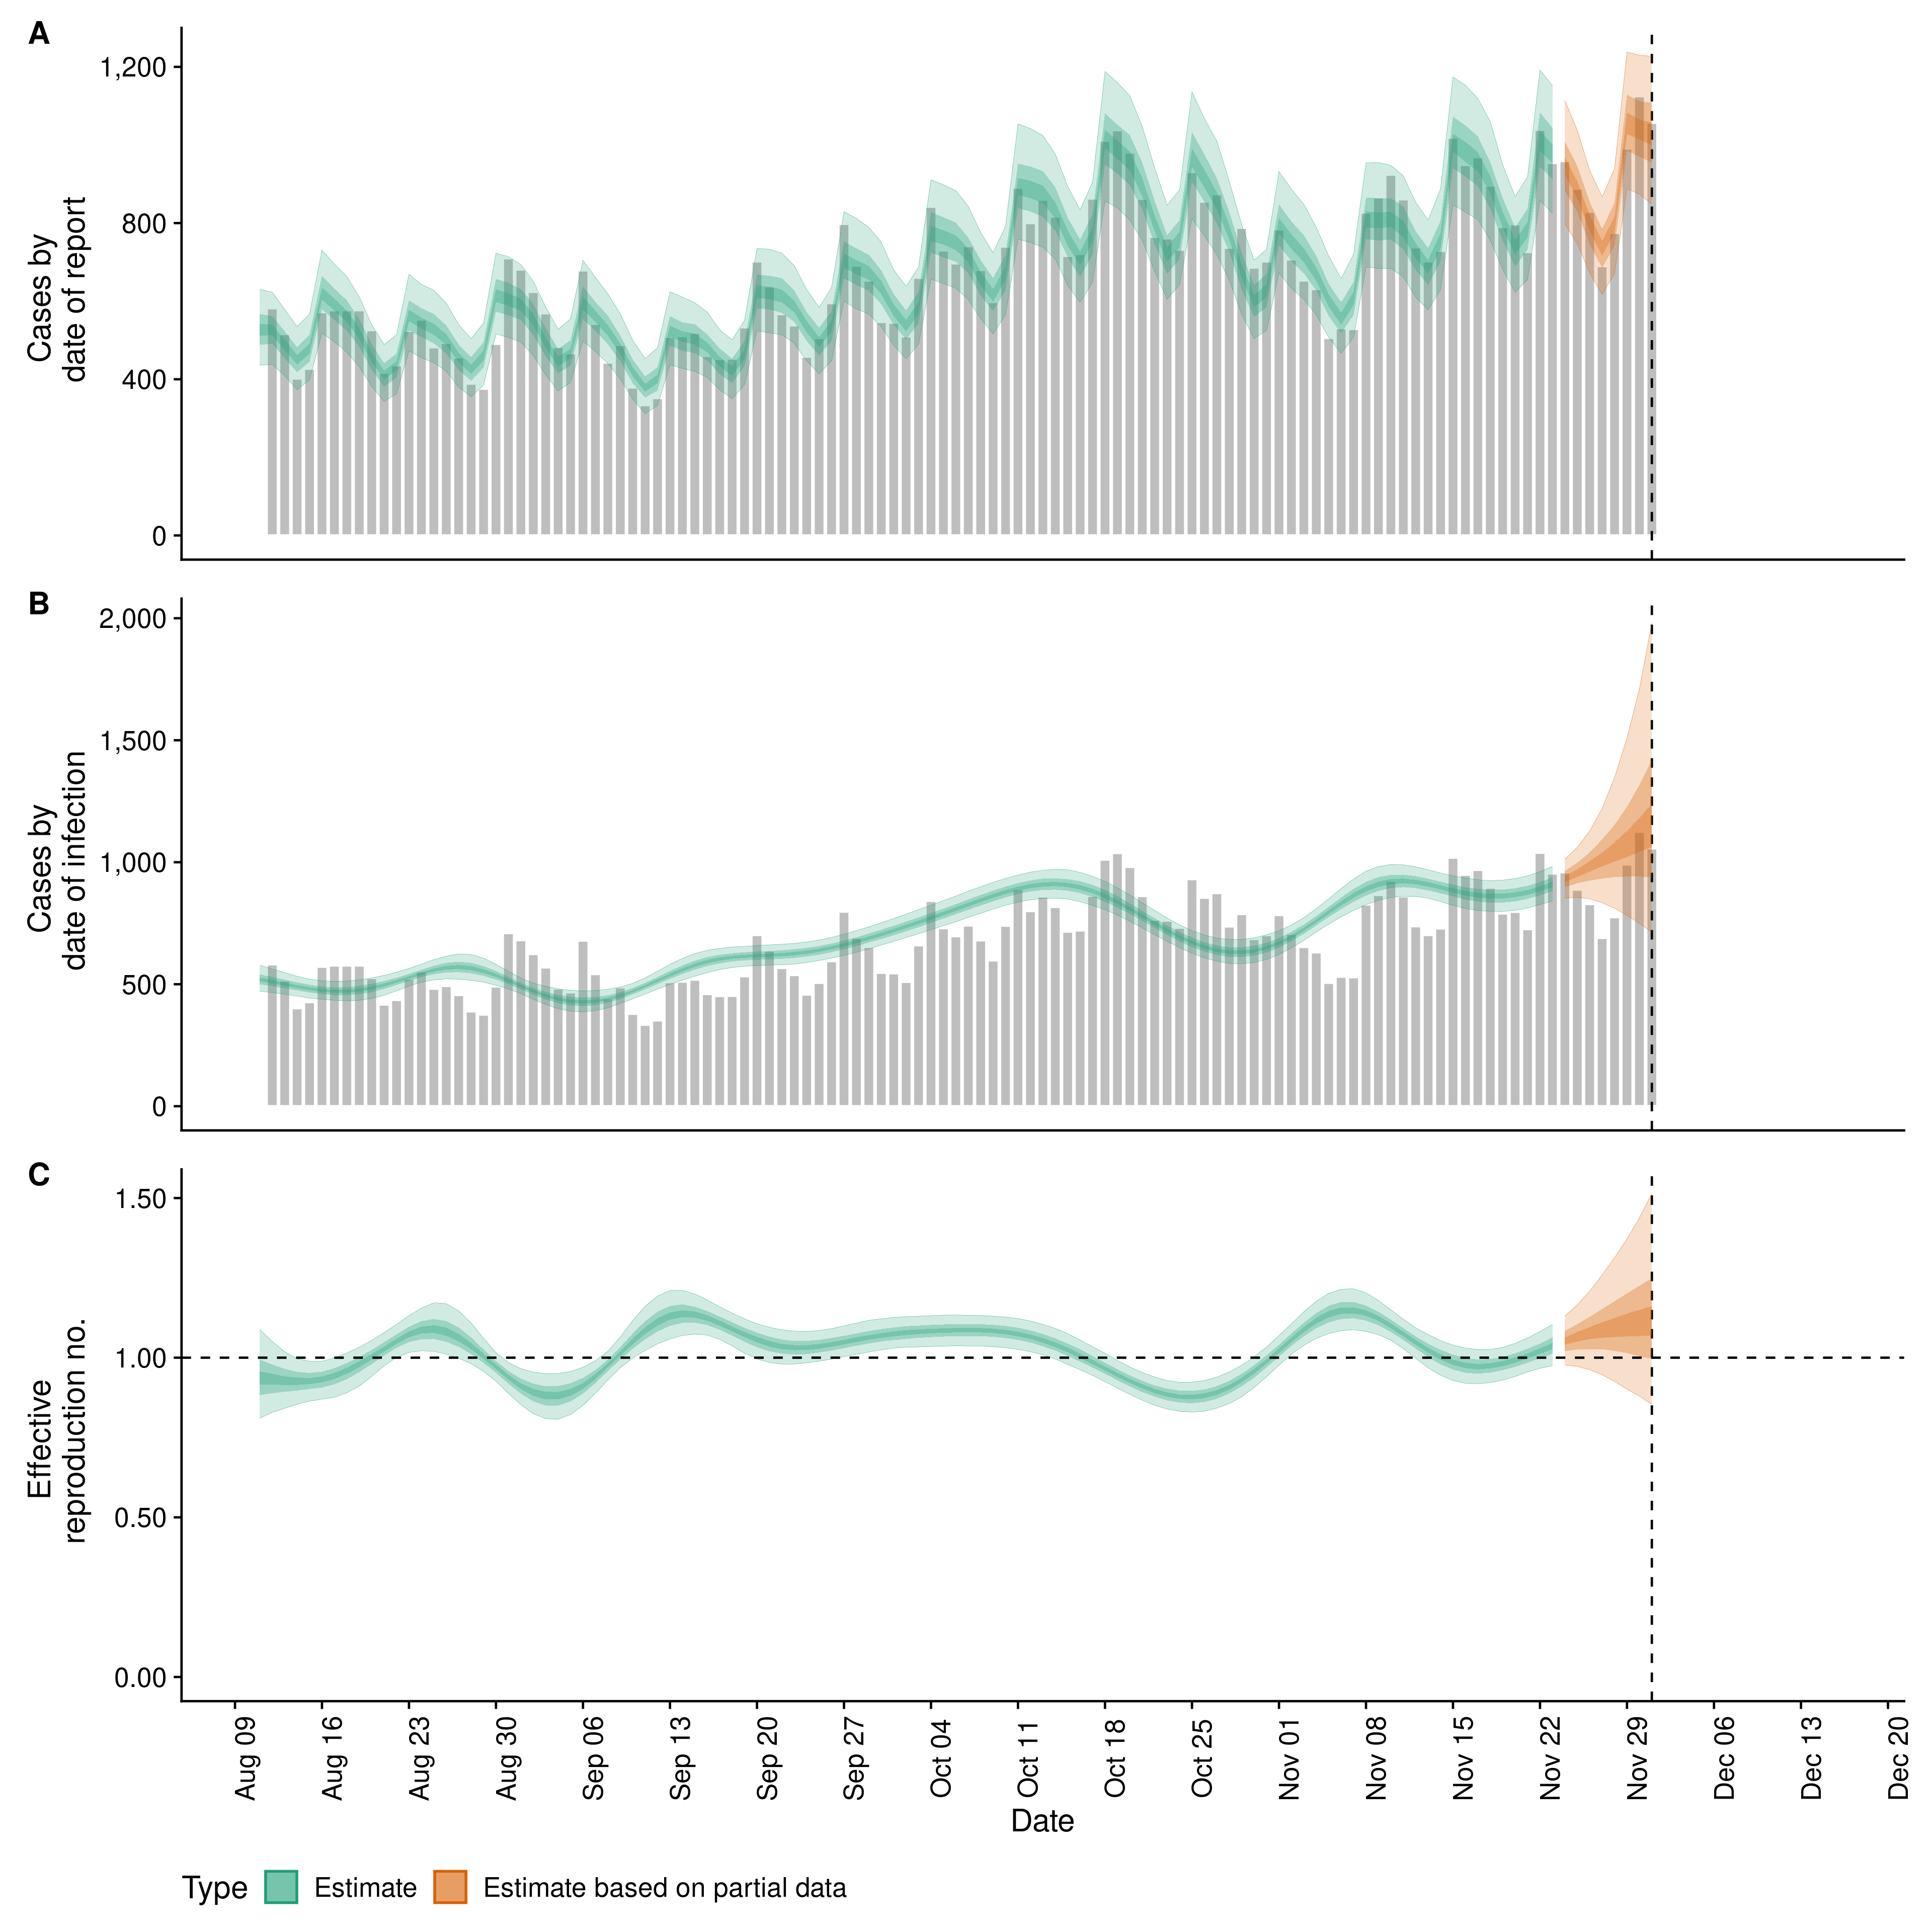 A
Cases by
date of report
1,200
800
400
0
B
Cases by
date of infection
2,000
1,500
1,000
500
0
C
Effective
reproduction no.
1.50
1.00
0.50
0.00
Aug 09
Aug 16
Aug 23
Aug 30
Sep 06
Sep 13
Sep 20
Sep 27
Oct 04
Oct 11
Oct 18
Oct 25
Nov 01
Nov 08
Nov 15
Nov 22
Nov 29
Dec 06
Dec 13
Dec 20
Date
Type Estimate Estimate based on partial data